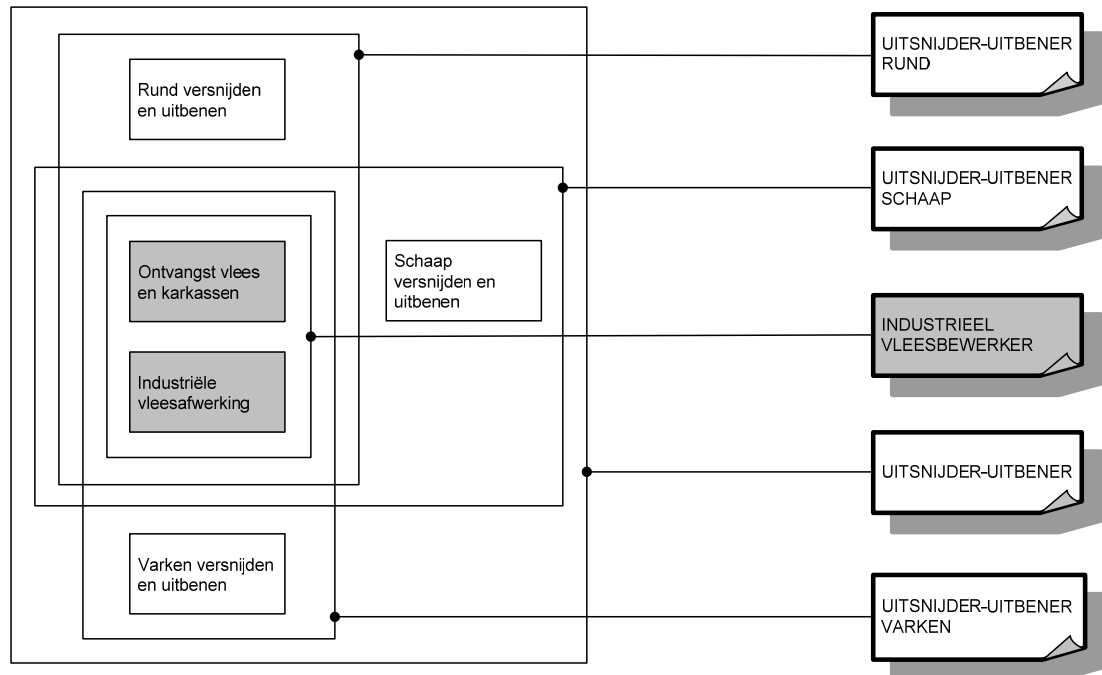 Rund versnijden
en uitbenen
Ontvangst vlees
en karkassen
Industriële
vleesafwerking
Schaap
versnijden en
uitbenen
Varken versnijden
en uitbenen
UITSNIJDER-UITBENER
RUND
UITSNIJDER-UITBENER
SCHAAP
INDUSTRIEEL
VLEESBEWERKER
UITSNIJDER-UITBENER
UITSNIJDER-UITBENER
VARKEN